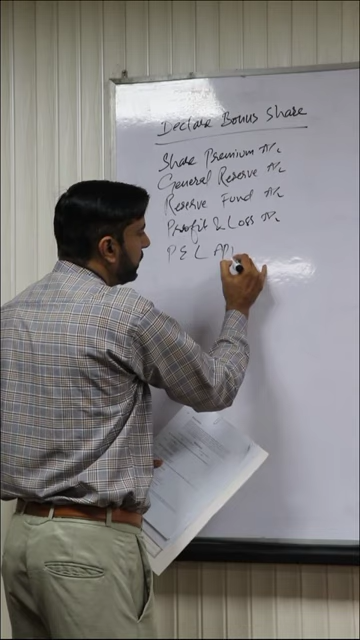 Declare Bonus Share
Share Premium A/c
General Reserve A/c
Reserve Fund A/c
Profit & Loss A/c
P & L